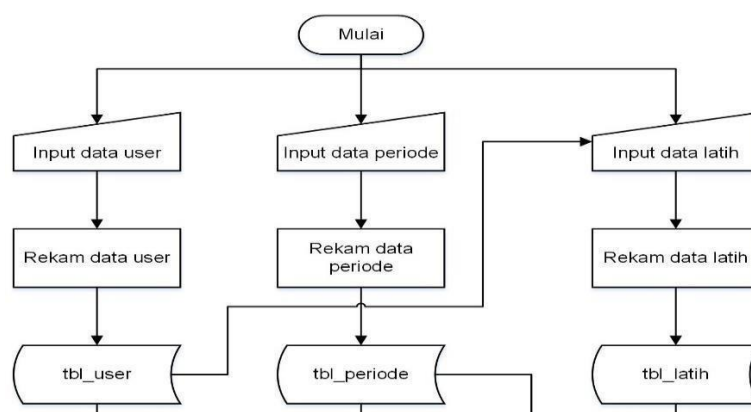 Mulai
Input data user
Input data periode
Input data latih
Rekam data user
Rekam data
periode
Rekam data latih
tbl_user
tbl_periode
tbl_latih